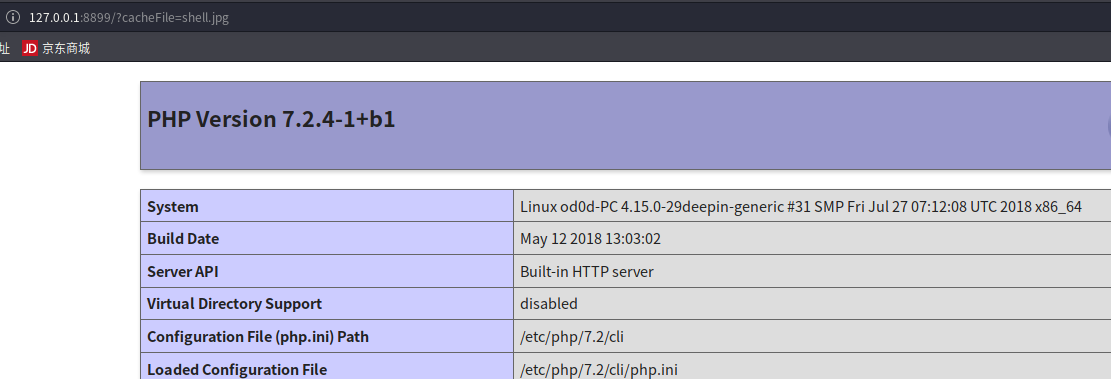 127.0.0.1:8899/?cacheFile=shell.jpg
址 JD 京东商城
PHP Version 7.2.4-1+b1
System Linux od0d-PC 4.15.0-29deepin-generic #31 SMP Fri Jul 27 07:12:08 UTC 2018 x86_64
Build Date May 12 2018 13:03:02
Server API Built-in HTTP server
Virtual Directory Support disabled
Configuration File (php.ini) Path /etc/php/7.2/cli
Loaded Configuration File /etc/php/7.2/cli/php.ini